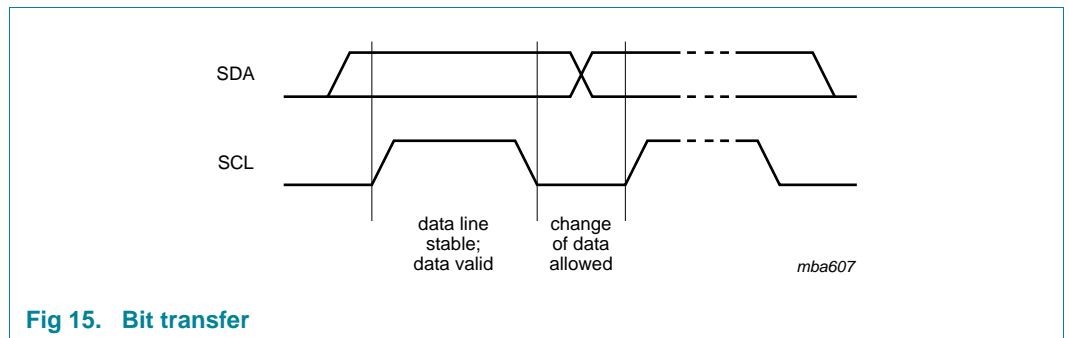 SDA
SCL
data line
stable;
data valid
change
of data
allowed
mba607
Fig 15. Bit transfer